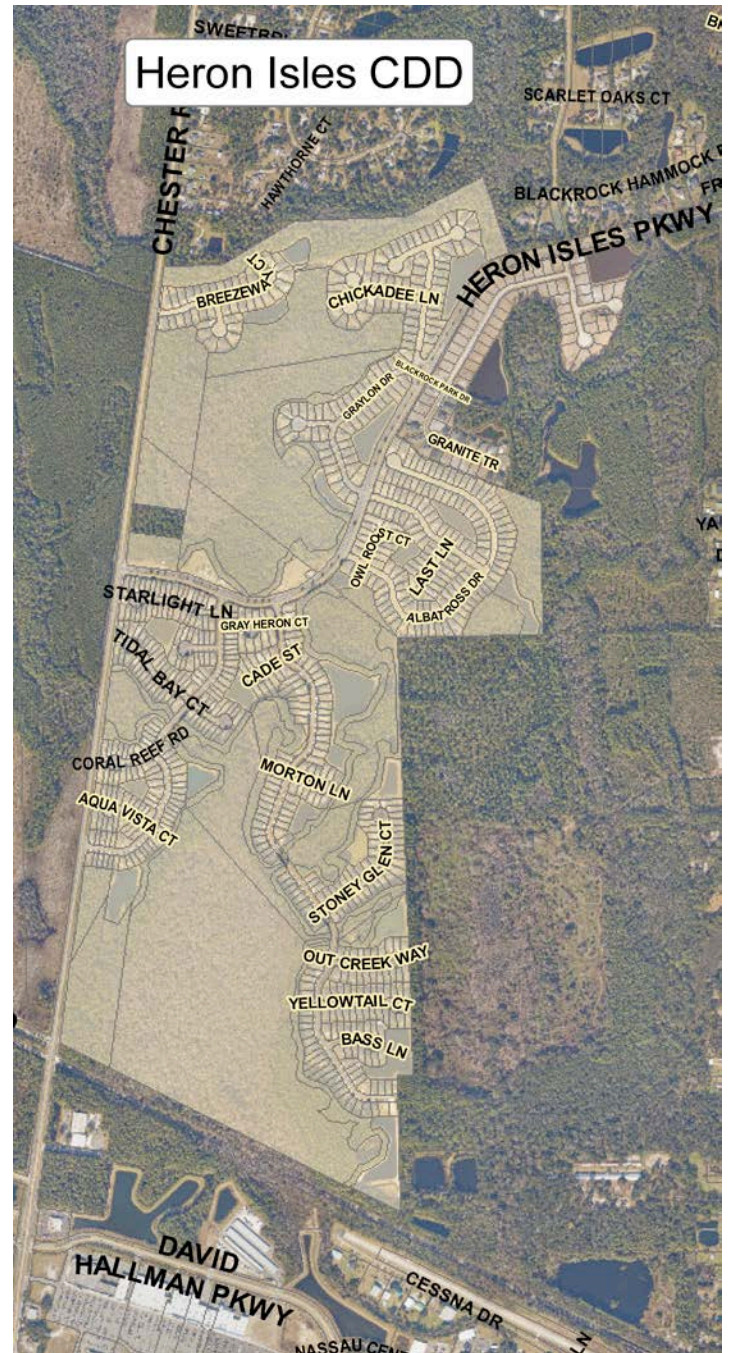 SWEETBRI
Heron Isles CDD
CHESTER R
HAWTHORNE CT
SCARLET OAKS CT
BLACKROCK HAMMOCK
FR
HERON ISLES PKWY
BREEZEWAY CT
CHICKADEE LN
BLACKROCK PARK DR
GRAYLON DR
GRANITE TR
OWL ROOST CT
LAST LN
ALBATROSS DR
YA
STARLIGHT LN
GRAY HERON CT
TIDAL BAY CT
CADE ST
CORAL REEF RD
MORTON LN
AQUA VISTA CT
STONEY GLEN CT
OUT CREEK WAY
YELLOWTAIL CT
BASS LN
DAVID
HALLMAN PKWY
CESSNA DR
LN
NASSAU CEN